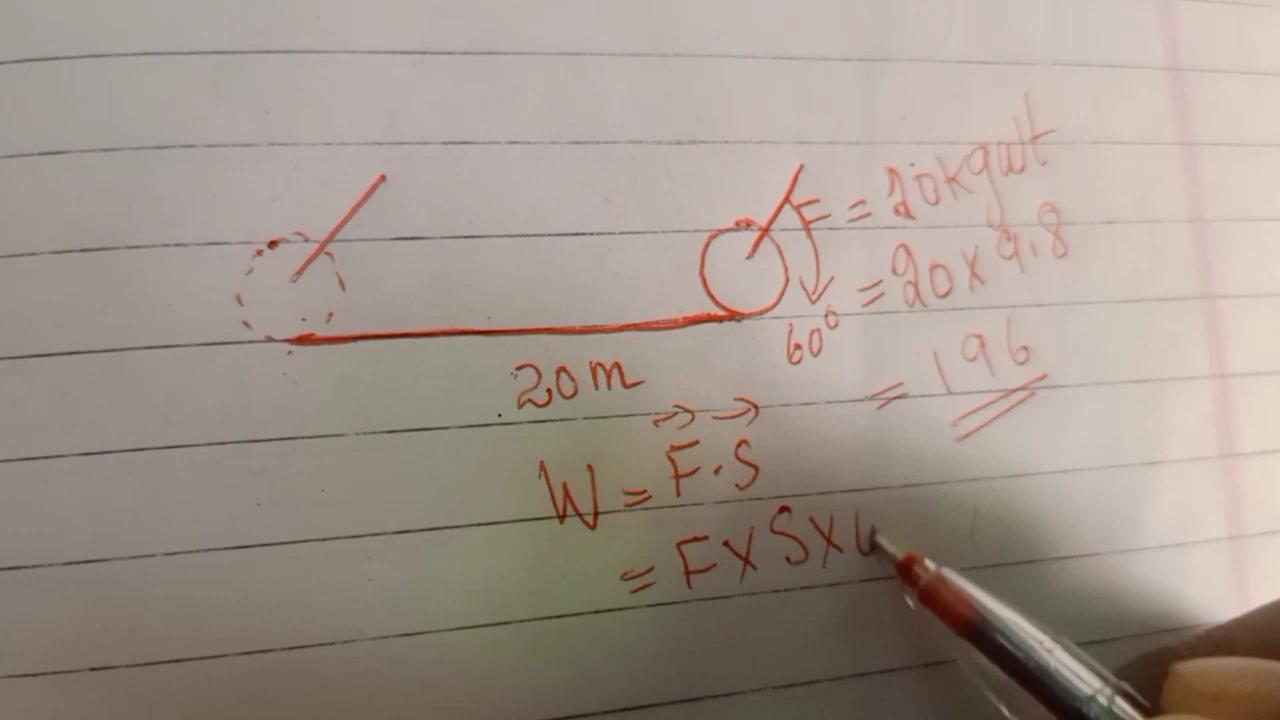 F = 20kgwt
= 20 x 9.8
60°
= 196
20m
W = F⃗.S⃗
= F x S x